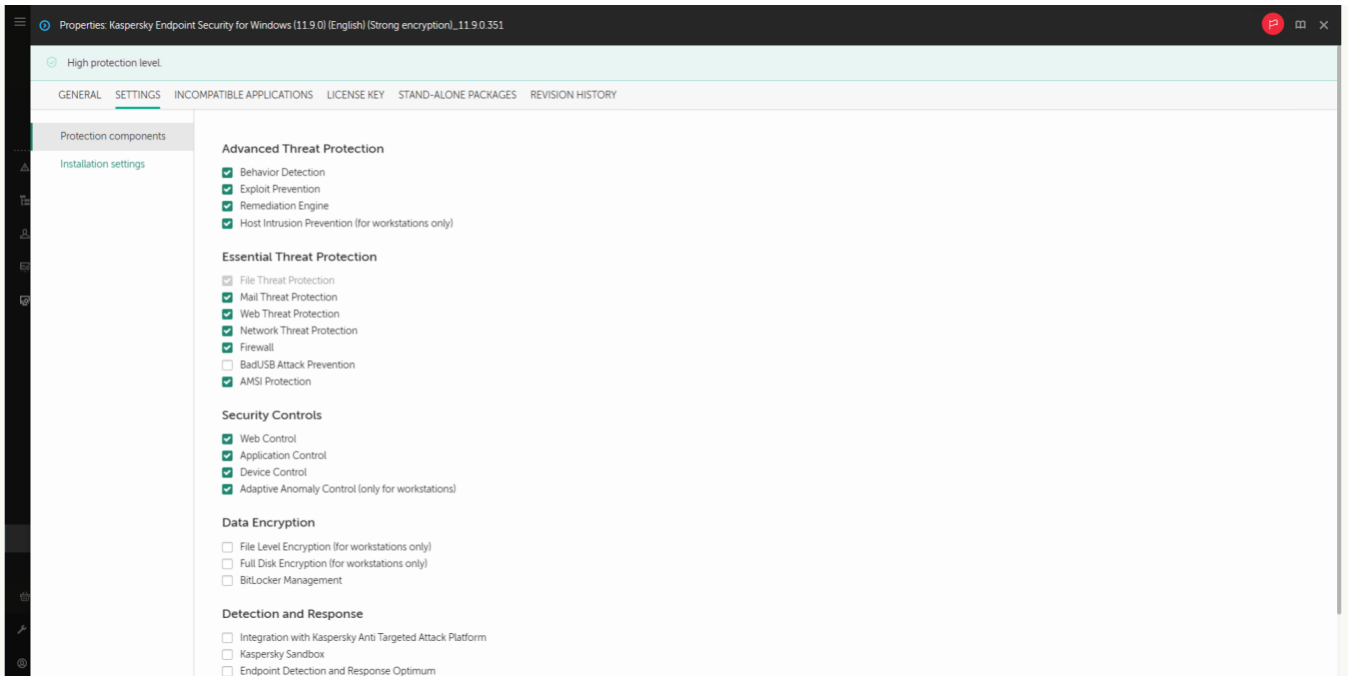 Properties: Kaspersky Endpoint Security for Windows (11.9.0) (English) (Strong encryption)_11.9.0.351
High protection level.
GENERAL SETTINGS INCOMPATIBLE APPLICATIONS LICENSE KEY STAND-ALONE PACKAGES REVISION HISTORY
Protection components
Installation settings
Advanced Threat Protection
Behavior Detection
Exploit Prevention
Remediation Engine
Host Intrusion Prevention (for workstations only)
Essential Threat Protection
File Threat Protection
Mail Threat Protection
Web Threat Protection
Network Threat Protection
Firewall
BadUSB Attack Prevention
AMSI Protection
Security Controls
Web Control
Application Control
Device Control
Adaptive Anomaly Control (only for workstations)
Data Encryption
File Level Encryption (for workstations only)
Full Disk Encryption (for workstations only)
BitLocker Management
Detection and Response
Integration with Kaspersky Anti Targeted Attack Platform
Kaspersky Sandbox
Endpoint Detection and Response Optimum